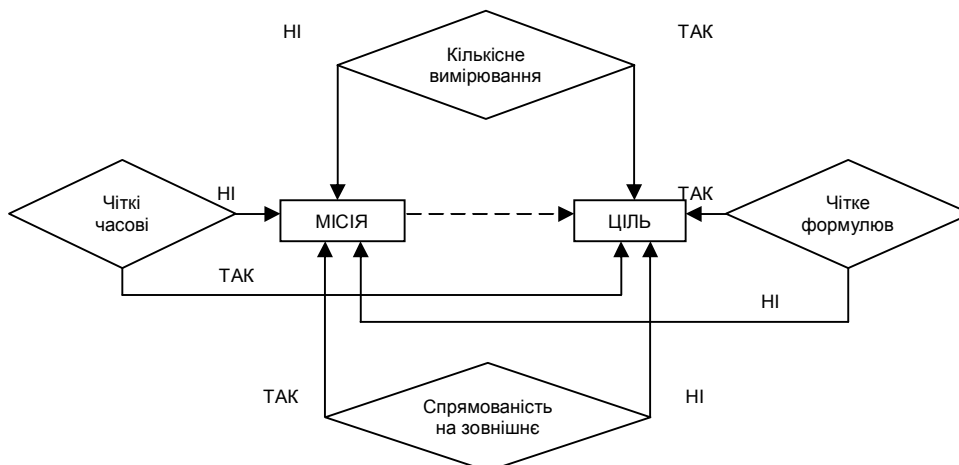 НІ
ТАК
Кількісне
вимірювання
Чіткі
часові
НІ
МІСІЯ
ЦІЛЬ
ТАК
Чітке
формулюв
ТАК
НІ
ТАК
НІ
Спрямованість
на зовнішнє